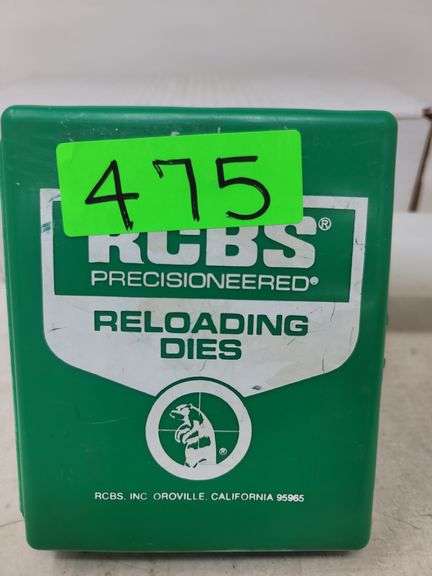 475
RCBS®
PRECISIONEERED®
RELOADING
DIES
®
RCBS, INC. OROVILLE, CALIFORNIA 95965